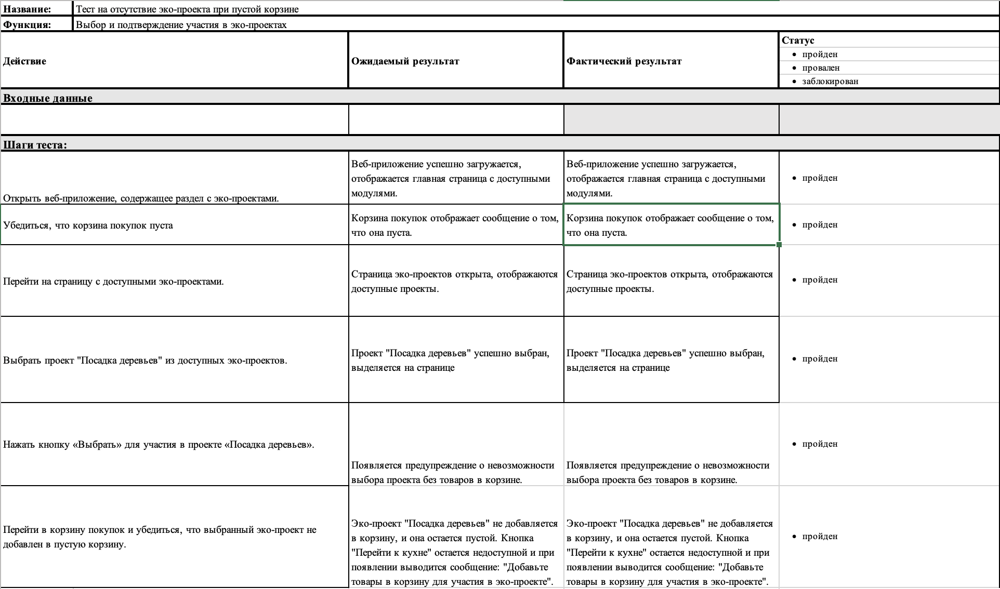 Название: Тест на отсутствие эко-проекта при пустой корзине
Функция: Выбор и подтверждение участия в эко-проектах
Действие
Ожидаемый результат
Фактический результат
Статус
• пройден
• провален
• заблокирован
Входные данные
Шаги теста:
Открыть веб-приложение, содержащее раздел с эко-проектами.
Веб-приложение успешно загружается,
отображается главная страница с доступными
модулями.
Веб-приложение успешно загружается,
отображается главная страница с доступными
модулями.
• пройден
Убедиться, что корзина покупок пуста
Корзина покупок отображает сообщение о том,
что она пуста.
Корзина покупок отображает сообщение о том,
что она пуста.
• пройден
Перейти на страницу с доступными эко-проектами.
Страница эко-проектов открыта, отображаются
доступные проекты.
Страница эко-проектов открыта, отображаются
доступные проекты.
• пройден
Выбрать проект "Посадка деревьев" из доступных эко-проектов.
Проект "Посадка деревьев" успешно выбран,
выделяется на странице
Проект "Посадка деревьев" успешно выбран,
выделяется на странице
• пройден
Нажать кнопку «Выбрать» для участия в проекте «Посадка деревьев».
Появляется предупреждение о невозможности
выбора проекта без товаров в корзине.
Появляется предупреждение о невозможности
выбора проекта без товаров в корзине.
• пройден
Перейти в корзину покупок и убедиться, что выбранный эко-проект не
добавлен в пустую корзину.
Эко-проект "Посадка деревьев" не добавляется
в корзину, и она остается пустой. Кнопка
"Перейти к кухне" остается недоступной и при
появлении выводится сообщение: "Добавьте
товары в корзину для участия в эко-проекте".
Эко-проект "Посадка деревьев" не добавляется
в корзину, и она остается пустой. Кнопка
"Перейти к кухне" остается недоступной и при
появлении выводится сообщение: "Добавьте
товары в корзину для участия в эко-проекте".
• пройден